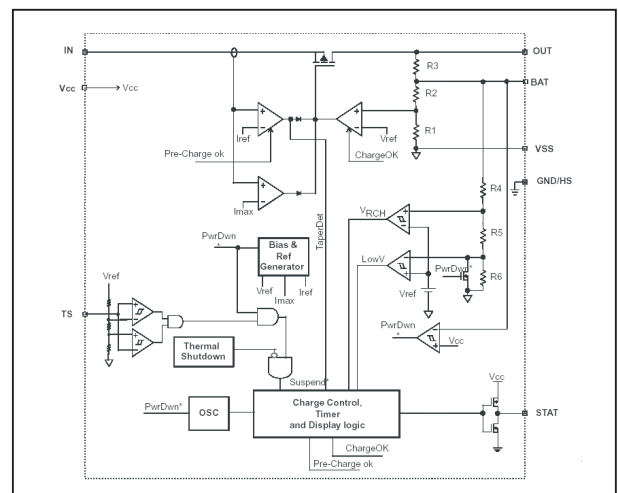 IN
OUT
R3
BAT
Vcc
Vcc
R2
R1
Iref
Vref
Pre-Charge ok
ChargeOK
VSS
GND/HS
Imax
TaperDet
R4
VRCH
R5
PwrDwn
*
Bias &
Ref
Generator
LowV
PwrDwn*
R6
Vref
Imax
Iref
Vref
Vref
TS
PwrDwn
*
Vcc
Thermal
Shutdown
Suspend*
Vcc
PwrDwn*
OSC
Charge Control,
Timer
and Display logic
STAT
ChargeOK
Pre-Charge ok